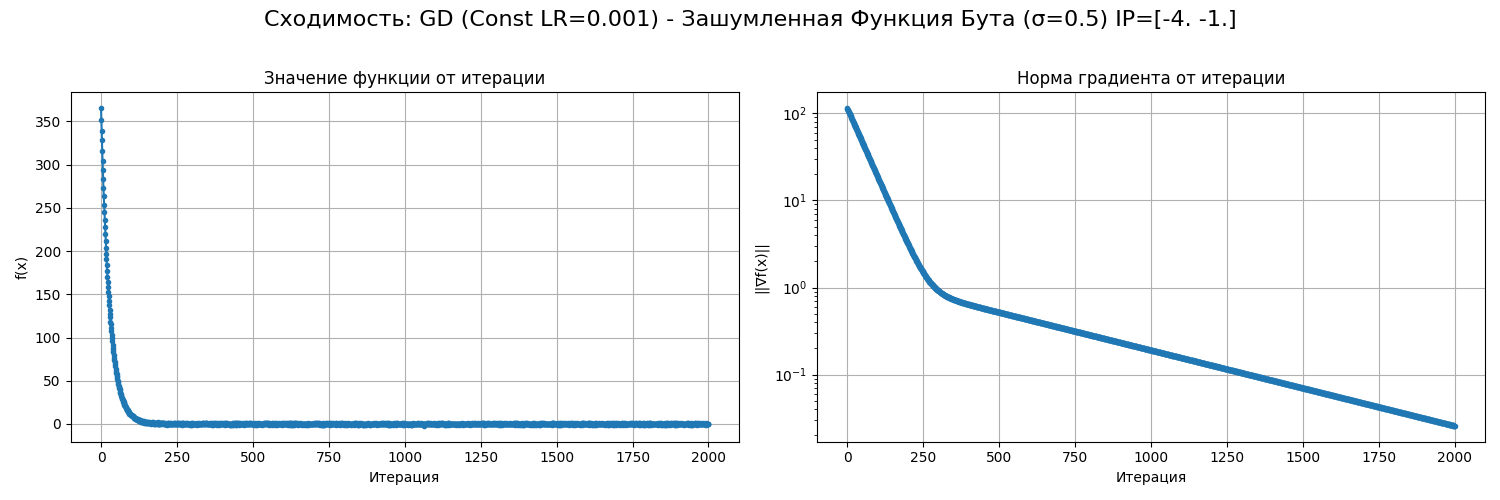 Сходимость: GD (Const LR=0.001) - Зашумленная Функция Бута (σ=0.5) IP=[-4. -1.]
Значение функции от итерации
f(x)
350
300
250
200
150
100
50
0
0 250 500 750 1000 1250 1500 1750 2000
Итерация
Норма градиента от итерации
||∇f(x)||
10²
10¹
10⁰
10⁻¹
0 250 500 750 1000 1250 1500 1750 2000
Итерация